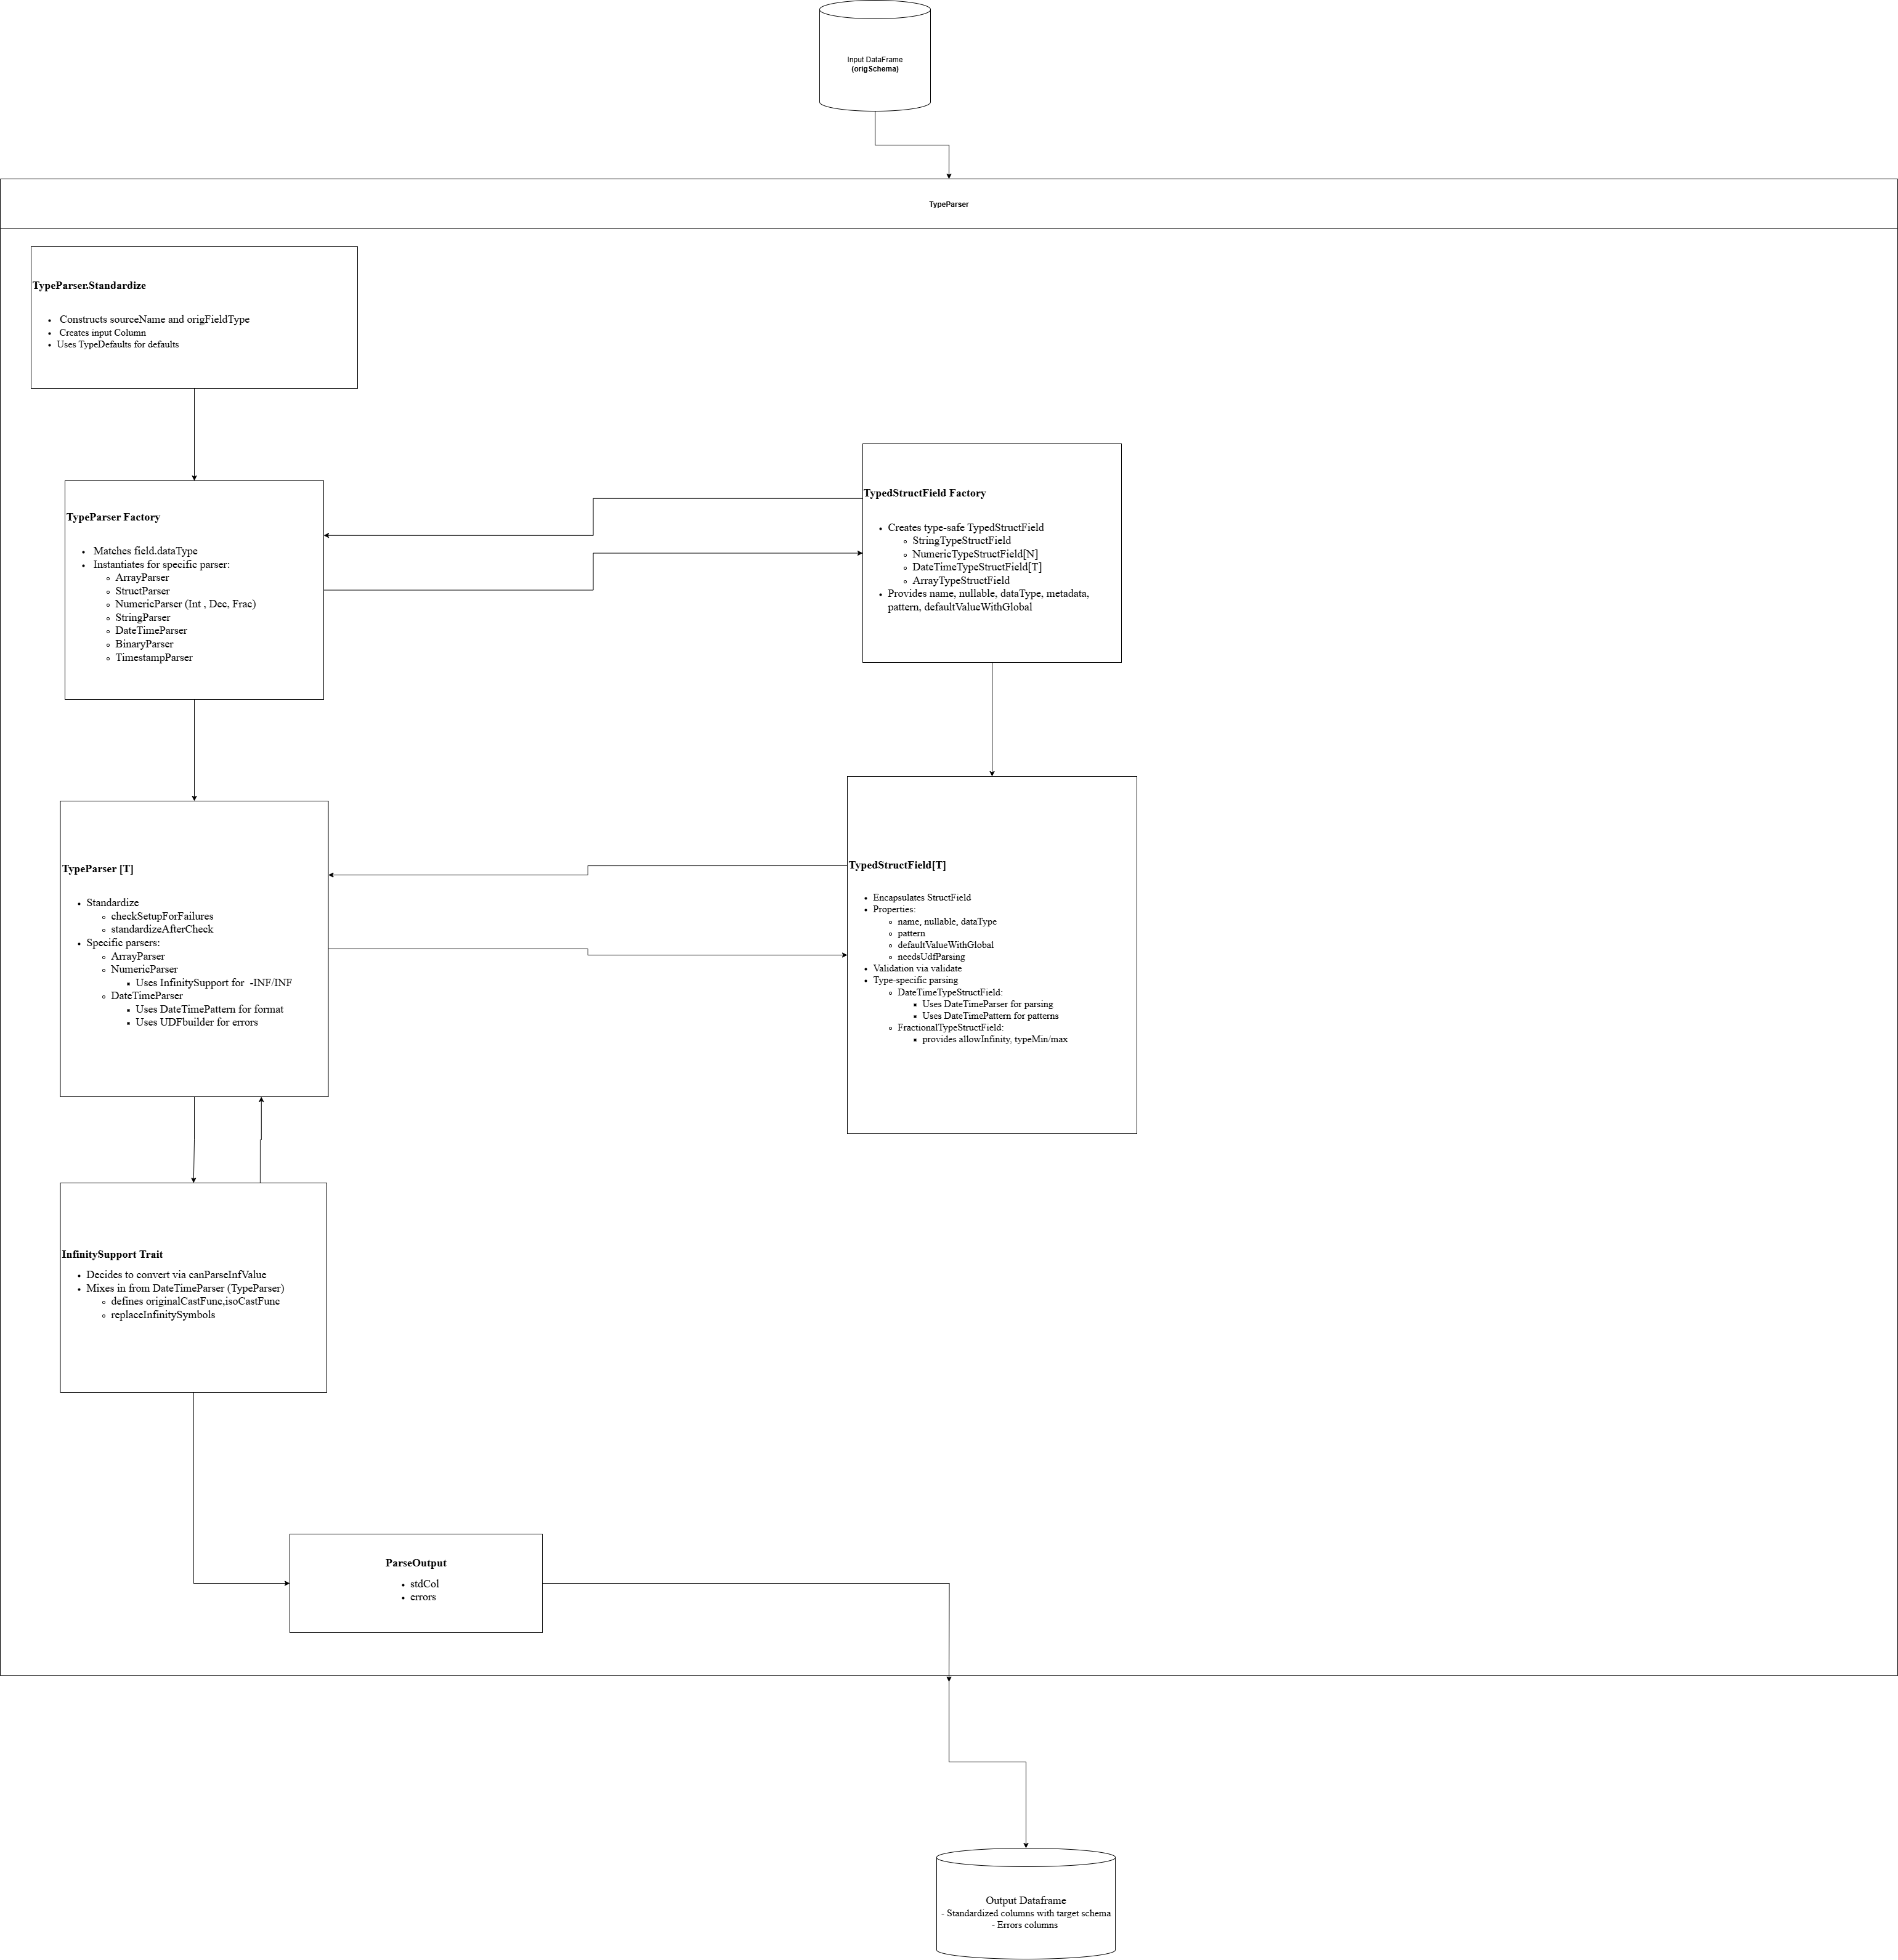 Input DataFrame
(origSchema)
TypeParser
TypeParser.Standardize
Constructs sourceName and origFieldType
Creates input Column
Uses TypeDefaults for defaults
TypeParser Factory
Matches field.dataType
Instantiates for specific parser:
ArrayParser
StructParser
NumericParser (Int , Dec, Frac)
StringParser
DateTimeParser
BinaryParser
TimestampParser
TypedStructField Factory
Creates type-safe TypedStructField
StringTypeStructField
NumericTypeStructField[N]
DateTimeTypeStructField[T]
ArrayTypeStructField
Provides name, nullable, dataType, metadata,
pattern, defaultValueWithGlobal
TypeParser [T]
Standardize
checkSetupForFailures
standardizeAfterCheck
Specific parsers:
ArrayParser
NumericParser
Uses InfinitySupport for -INF/INF
DateTimeParser
Uses DateTimePattern for format
Uses UDFbuilder for errors
TypedStructField[T]
Encapsulates StructField
Properties:
name, nullable, dataType
pattern
defaultValueWithGlobal
needsUdfParsing
Validation via validate
Type-specific parsing
DateTimeTypeStructField:
Uses DateTimeParser for parsing
Uses DateTimePattern for patterns
FractionalTypeStructField:
provides allowInfinity, typeMin/max
InfinitySupport Trait
Decides to convert via canParseInfValue
Mixes in from DateTimeParser (TypeParser)
defines originalCastFunc,isoCastFunc
replaceInfinitySymbols
ParseOutput
stdCol
errors
Output Dataframe
- Standardized columns with target schema
- Errors columns